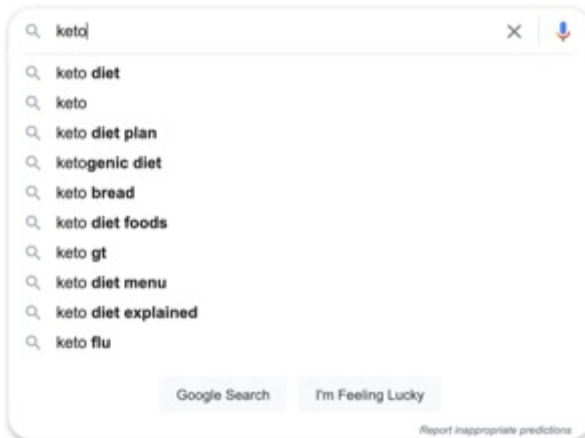 keto
keto diet
keto
keto diet plan
ketogenic diet
keto bread
keto diet foods
keto gt
keto diet menu
keto diet explained
keto flu
Google Search I'm Feeling Lucky
Report inappropriate predictions